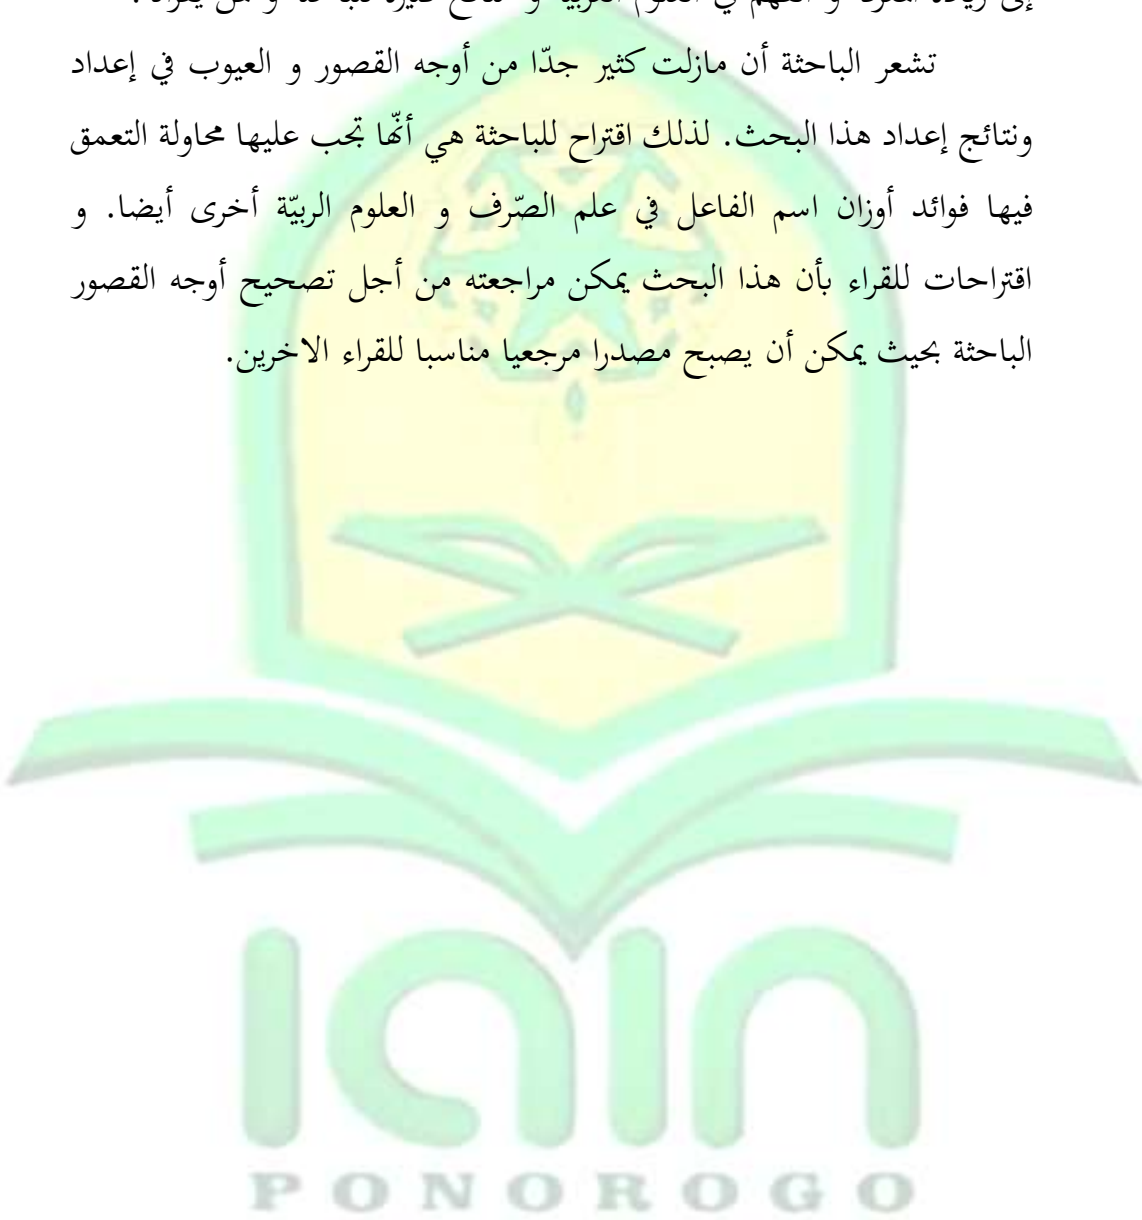 تشعر الباحثة أن مازلت كثير جدّا من أوجه القصور و العيوب في إعداد
ونتائج إعداد هذا البحث. لذلك اقتراح للباحثة هي أنّها تجب عليها محاولة التعمق
فيها فوائد أوزان اسم الفاعل في علم الصّرف و العلوم الربيّة أخرى أيضا. و
اقتراحات للقراء بأن هذا البحث يمكن مراجعته من أجل تصحيح أوجه القصور
الباحثة بحيث يمكن أن يصبح مصدرا مرجعيا مناسبا للقراء الاخرين.
iain
PONOROGO